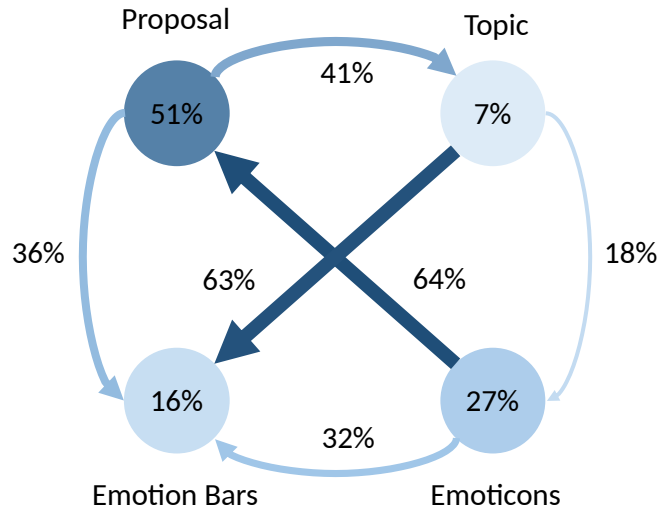 Proposal
Topic
41%
51%
7%
36%
18%
63%
64%
16%
27%
32%
Emotion Bars
Emoticons